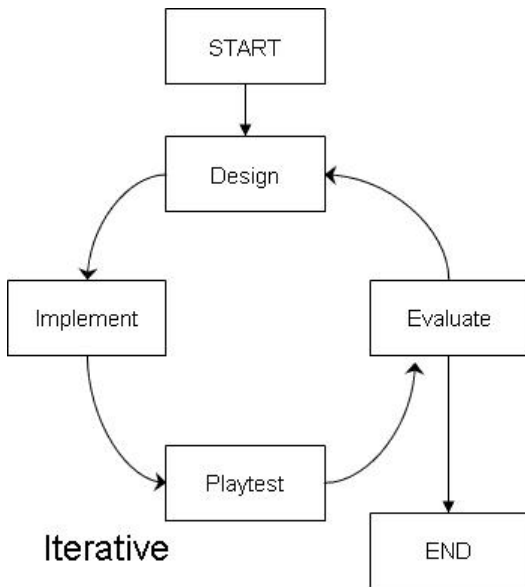 START
Design
Implement
Evaluate
Playtest
Iterative
END